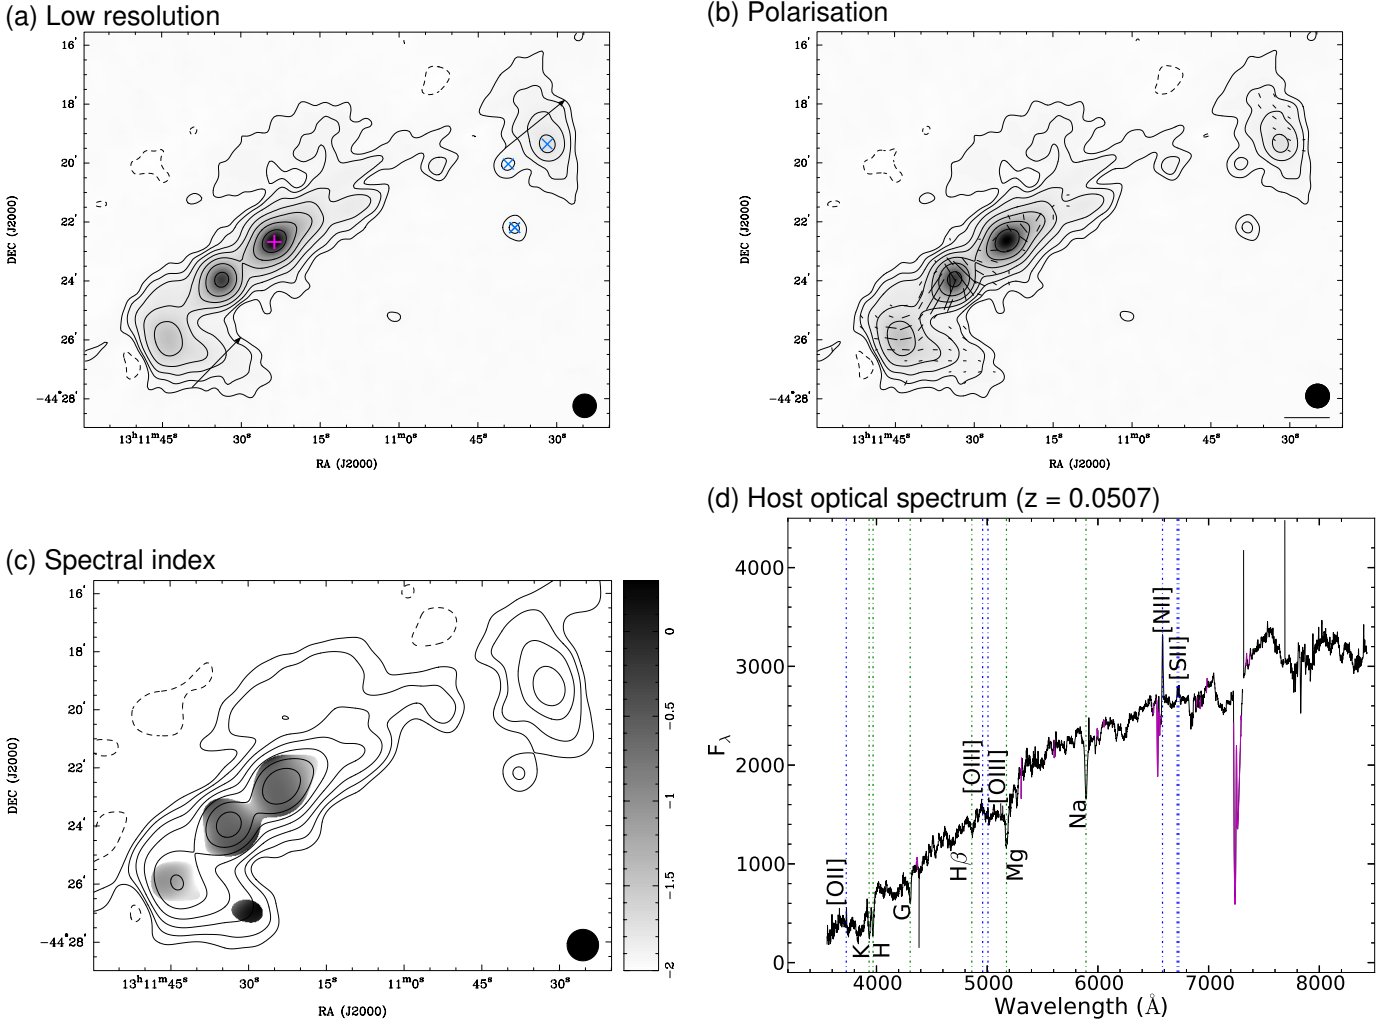 (a) Low resolution
16'
18'
20'
22'
24'
26'
−44°28'
DEC (J2000)
13h11m45s
30s
15s
11m0s
45s
30s
RA (J2000)
(b) Polarisation
16'
18'
20'
22'
24'
26'
−44°28'
DEC (J2000)
13h11m45s
30s
15s
11m0s
45s
30s
RA (J2000)
(c) Spectral index
16'
18'
20'
22'
24'
26'
−44°28'
DEC (J2000)
13h11m45s
30s
15s
11m0s
45s
30s
RA (J2000)
0
−0.5
−1
−1.5
−2
(d) Host optical spectrum (z = 0.0507)
4000
3000
2000
1000
0
Fλ
[OII]
K
H
G
Hβ
[OIII]
[OIII]
Mg
Na
[NII]
[SII]
4000
5000
6000
7000
8000
Wavelength (Å)